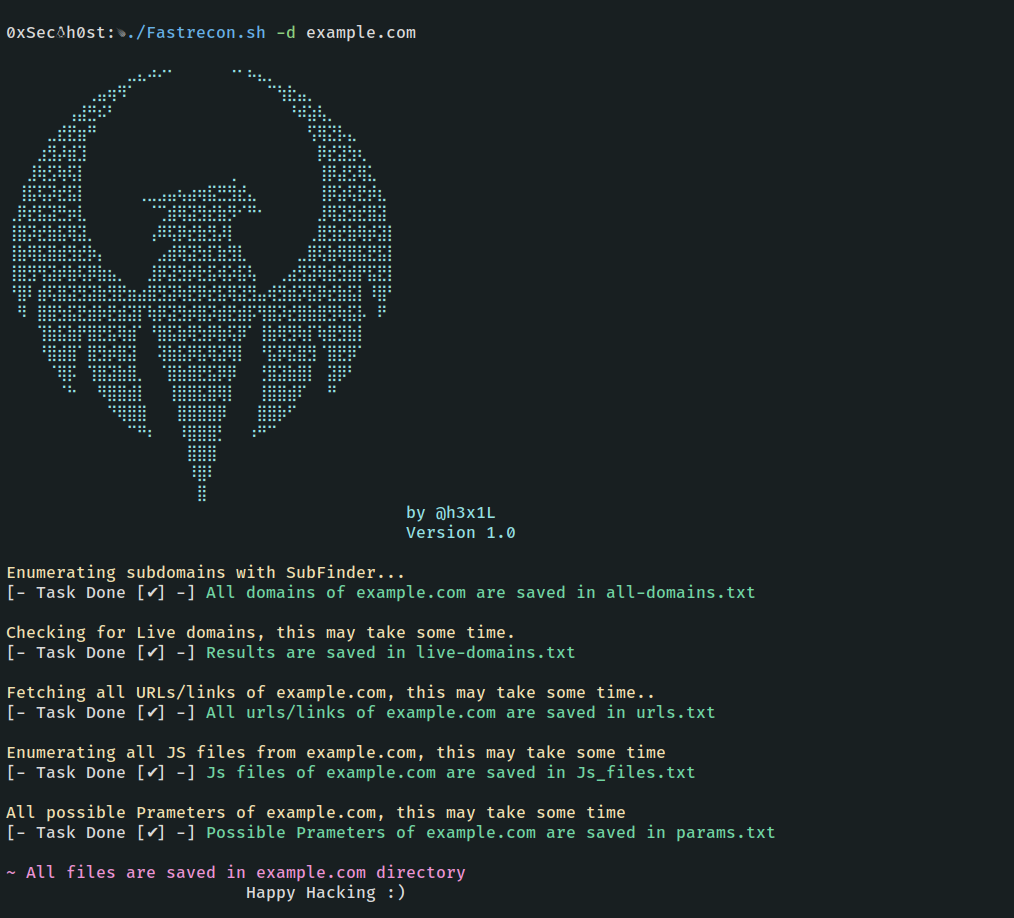 0xSec☃h0st:☄./Fastrecon.sh -d example.com
by @h3x1L
Version 1.0
Enumerating subdomains with SubFinder...
[- Task Done [✔] -] All domains of example.com are saved in all-domains.txt
Checking for Live domains, this may take some time.
[- Task Done [✔] -] Results are saved in live-domains.txt
Fetching all URLs/links of example.com, this may take some time..
[- Task Done [✔] -] All urls/links of example.com are saved in urls.txt
Enumerating all JS files from example.com, this may take some time
[- Task Done [✔] -] Js files of example.com are saved in Js_files.txt
All possible Prameters of example.com, this may take some time
[- Task Done [✔] -] Possible Prameters of example.com are saved in params.txt
~ All files are saved in example.com directory
Happy Hacking :)